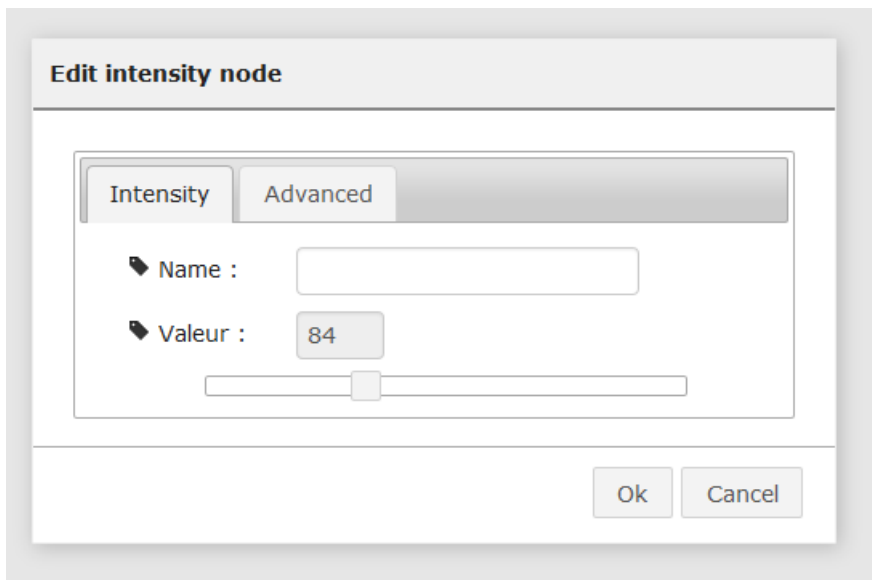 Edit intensity node
Intensity Advanced
Name :
Valeur : 84
Ok Cancel